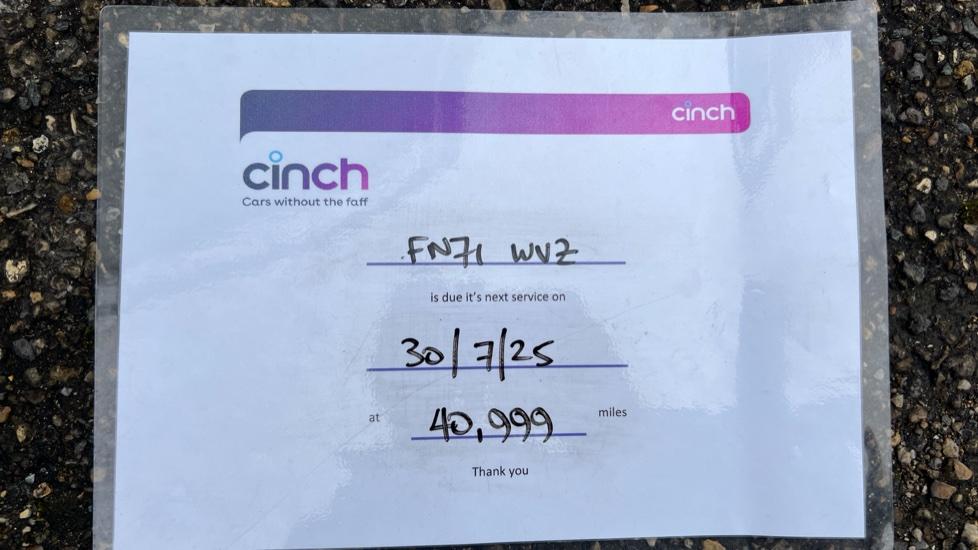 cinch
cinch
Cars without the faff
FN71 WVZ
is due it's next service on
30/7/25
at 40,999 miles
Thank you